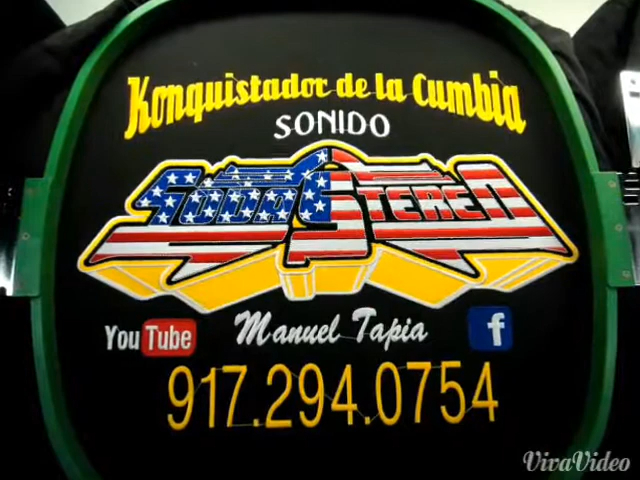 Konquistador de la Cumbia
SONIDO
SODA STEREO
YouTube Manuel Tapia f
917.294.0754
VivaVideo